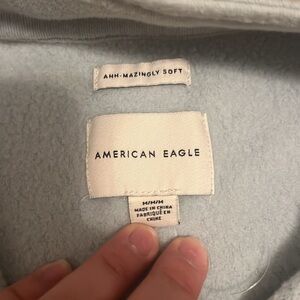 AHH-MAZINGLY SOFT
AMERICAN EAGLE
M/M/M
MADE IN CHINA
FABRIQUÉ EN
CHINE